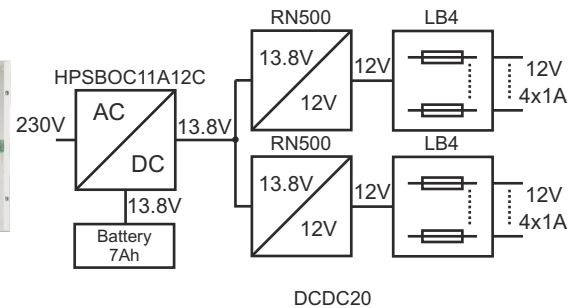 RN500
LB4
13.8V
12V
12V
12V
4x1A
HPSBOC11A12C
230V
AC
DC
13.8V
13.8V
Battery
7Ah
RN500
LB4
13.8V
12V
12V
12V
4x1A
DCDC20